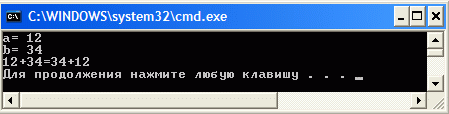 C:\WINDOWS\system32\cmd.exe
a= 12
b= 34
12+34=34+12
Для продолжения нажмите любую клавишу . . . _